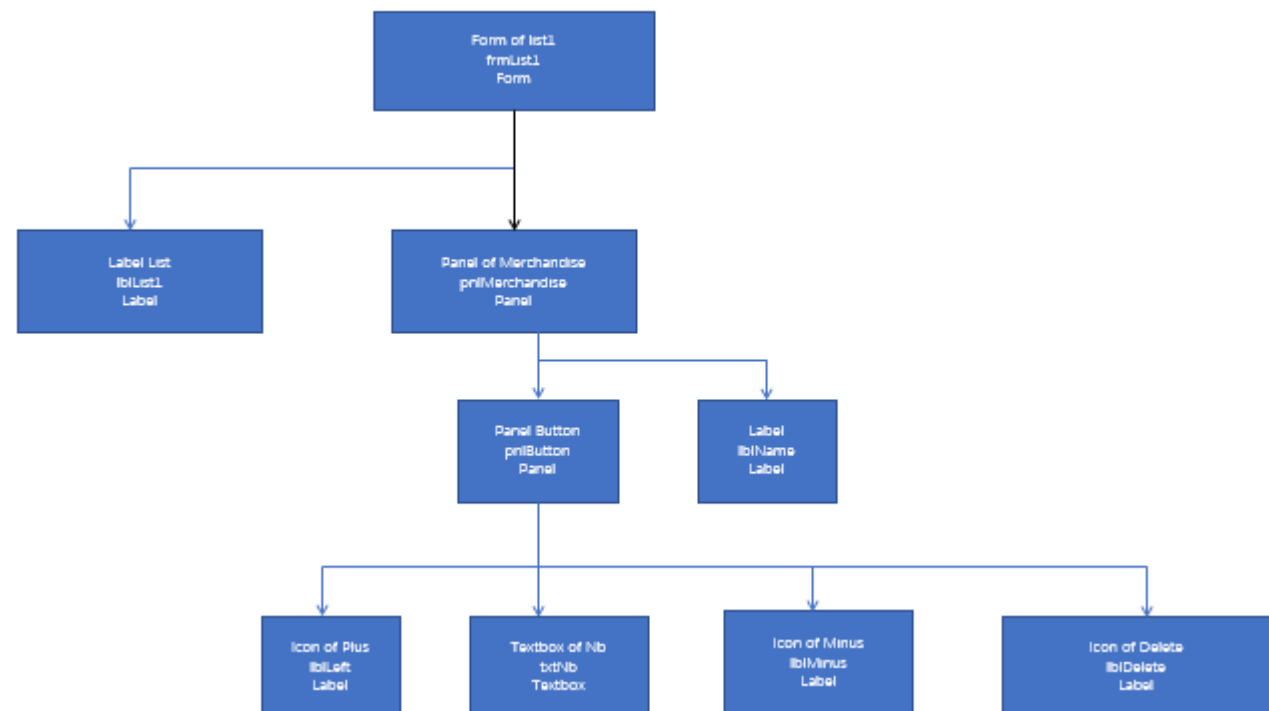 Form of list1
frmList1
Form
Label List
lblList1
Label
Panel of Merchandise
pnlMerchandise
Panel
Panel Button
pnlButton
Panel
Label
lblName
Label
Icon of Plus
lblLeft
Label
Textbox of Nb
txtNb
Textbox
Icon of Minus
lblMinus
Label
Icon of Delete
lblDelete
Label